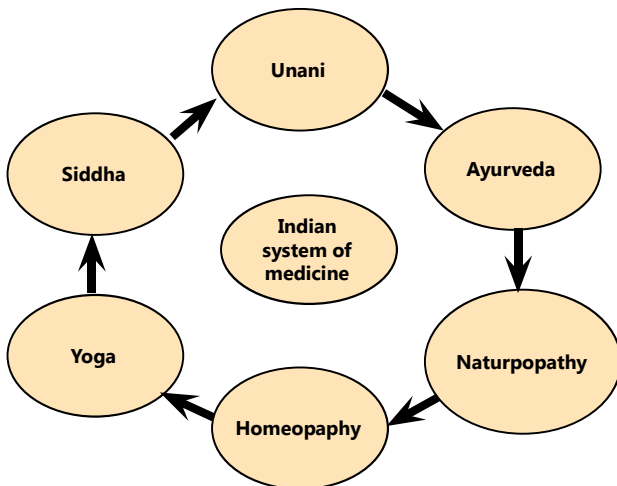 Unani
Ayurveda
Siddha
Indian
system of
medicine
Naturpopathy
Yoga
Homeopaphy